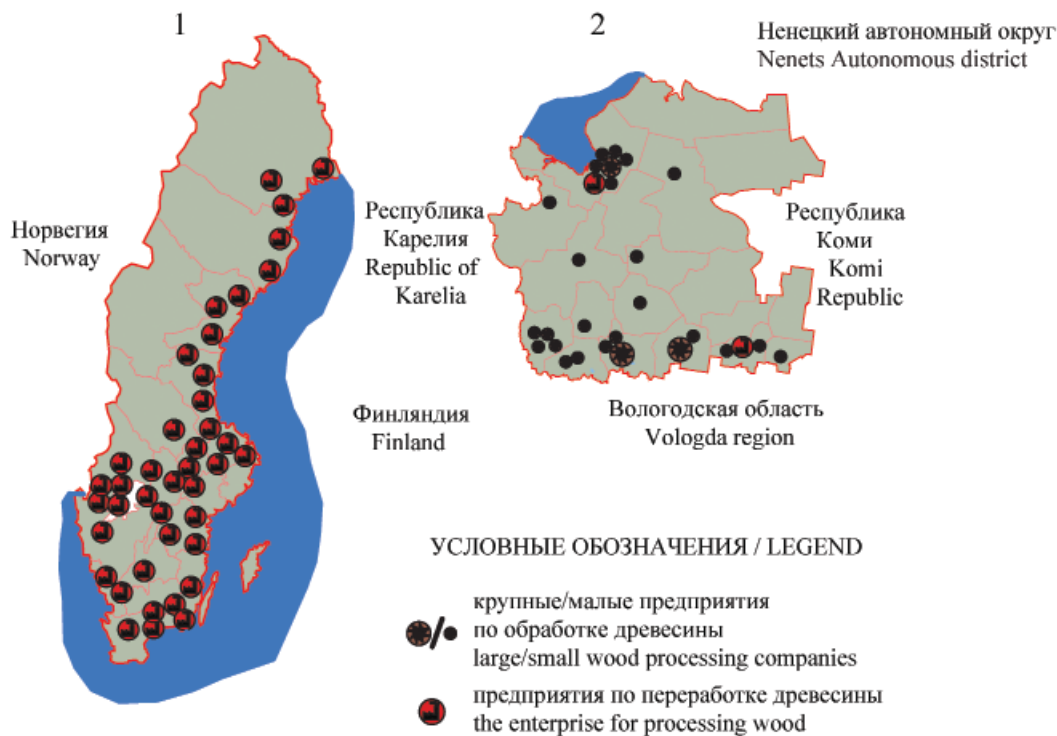 1
2
Ненецкий автономный округ
Nenets Autonomous district
Норвегия
Norway
Республика
Карелия
Republic of
Karelia
Республика
Коми
Komi
Republic
Финляндия
Finland
Вологодская область
Vologda region
УСЛОВНЫЕ ОБОЗНАЧЕНИЯ / LEGEND
крупные/малые предприятия
по обработке древесины
large/small wood processing companies
предприятия по переработке древесины
the enterprise for processing wood